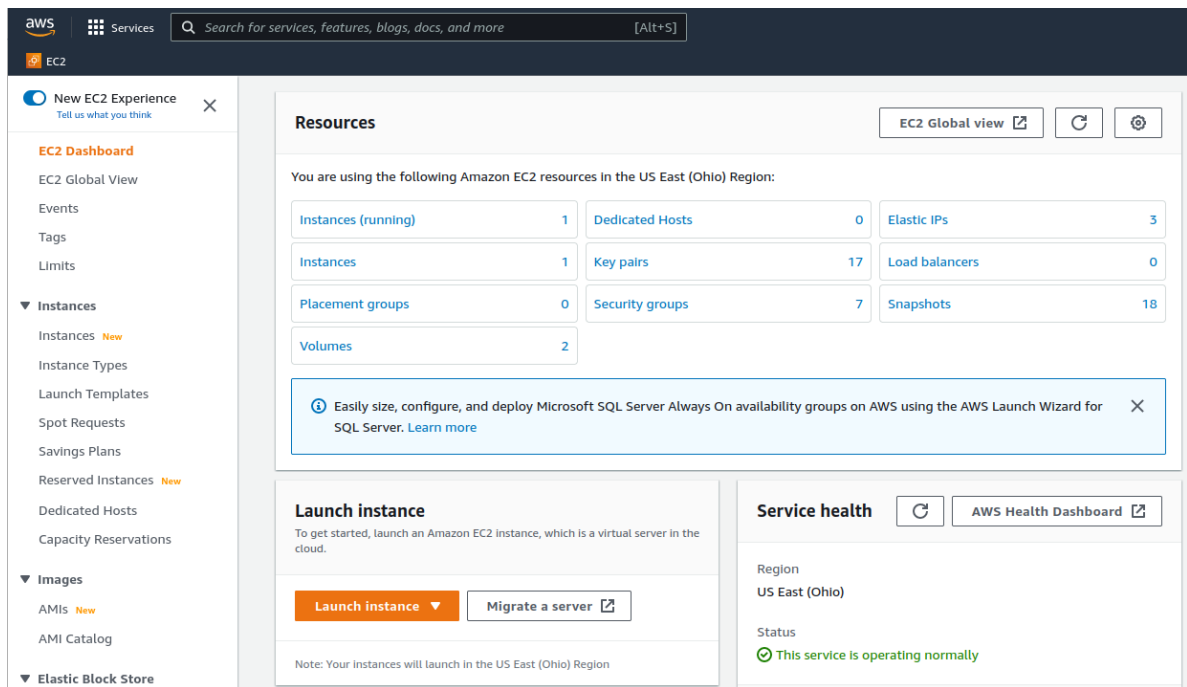 aws
Services
Search for services, features, blogs, docs, and more [Alt+S]
EC2
New EC2 Experience
Tell us what you think
EC2 Dashboard
EC2 Global View
Events
Tags
Limits
Instances
Instances New
Instance Types
Launch Templates
Spot Requests
Savings Plans
Reserved Instances New
Dedicated Hosts
Capacity Reservations
Images
AMIs New
AMI Catalog
Elastic Block Store
Resources
EC2 Global view
You are using the following Amazon EC2 resources in the US East (Ohio) Region:
Instances (running) 1 Dedicated Hosts 0 Elastic IPs 3
Instances 1 Key pairs 17 Load balancers 0
Placement groups 0 Security groups 7 Snapshots 18
Volumes 2
Easily size, configure, and deploy Microsoft SQL Server Always On availability groups on AWS using the AWS Launch Wizard for
SQL Server. Learn more
Launch instance
To get started, launch an Amazon EC2 instance, which is a virtual server in the
cloud.
Launch instance Migrate a server
Note: Your instances will launch in the US East (Ohio) Region
Service health
AWS Health Dashboard
Region
US East (Ohio)
Status
This service is operating normally